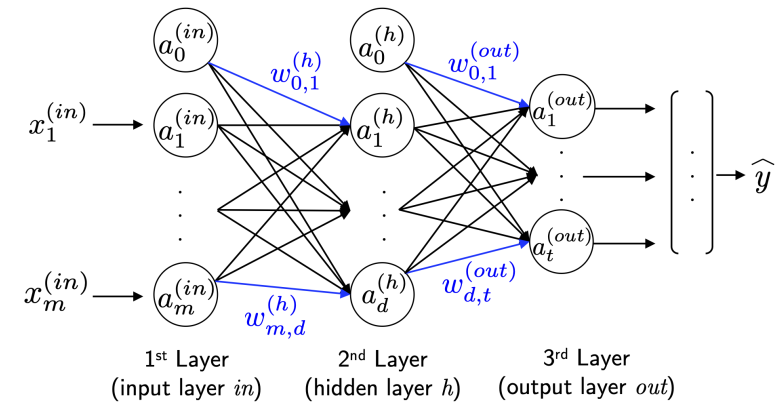 a_0^{(in)} a_0^{(h)}
w_{0,1}^{(h)} w_{0,1}^{(out)}
x_1^{(in)} a_1^{(in)} a_1^{(h)} a_1^{(out)}
ŷ
a_t^{(out)}
x_m^{(in)} a_m^{(in)} w_{m,d}^{(h)} a_d^{(h)} w_{d,t}^{(out)}
1st Layer 2nd Layer 3rd Layer
(input layer in) (hidden layer h) (output layer out)